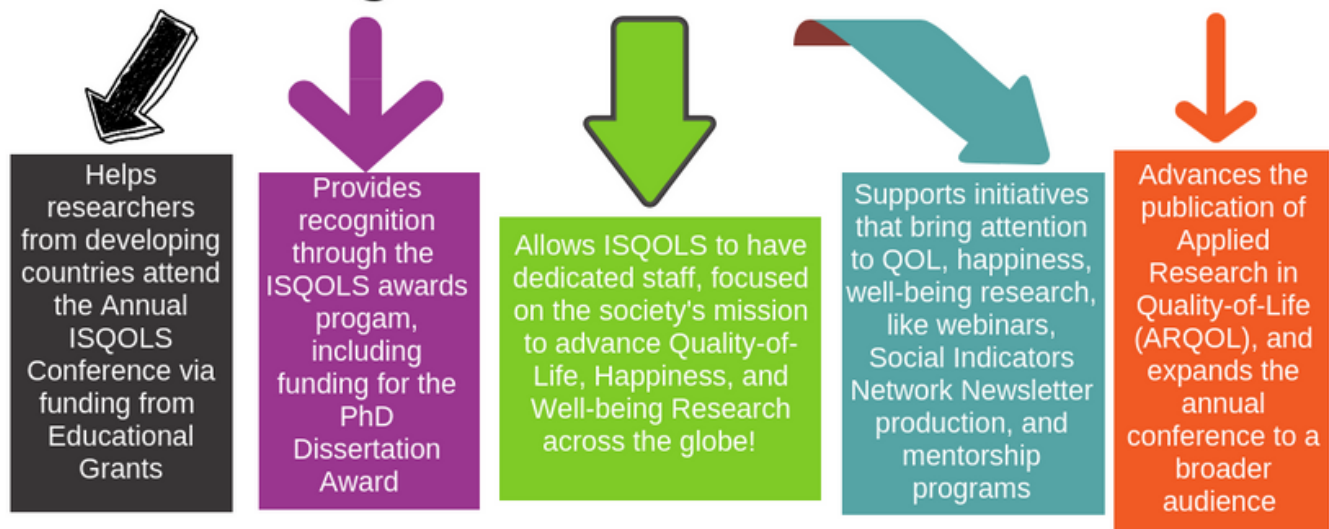 Helps
researchers
from developing
countries attend
the Annual
ISQOLS
Conference via
funding from
Educational
Grants
Provides
recognition
through the
ISQOLS awards
progam,
including
funding for the
PhD
Dissertation
Award
Allows ISQOLS to have
dedicated staff, focused
on the society's mission
to advance Quality-of-
Life, Happiness, and
Well-being Research
across the globe!
Supports initiatives
that bring attention
to QOL, happiness,
well-being research,
like webinars,
Social Indicators
Network Newsletter
production, and
mentorship
programs
Advances the
publication of
Applied
Research in
Quality-of-Life
(ARQOL), and
expands the
annual
conference to a
broader
audience